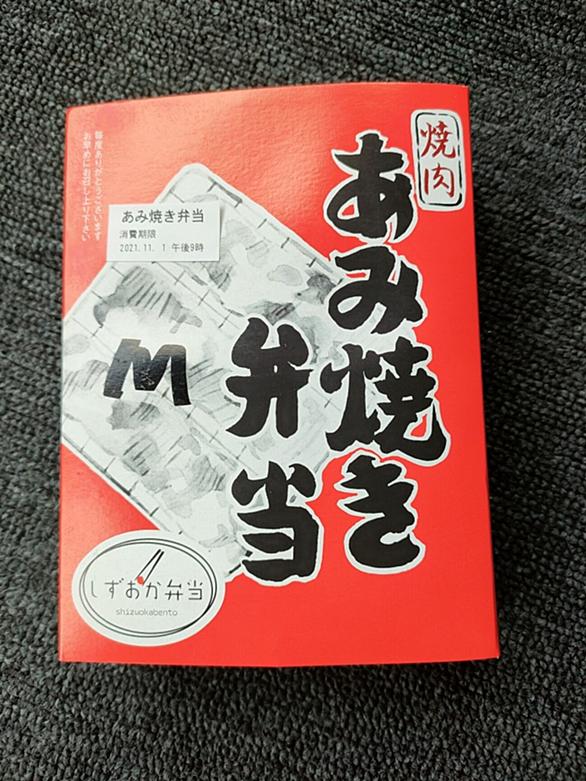 焼肉
あみ焼き
弁当
毎度ありがとうございます
お早めにお召し上り下さい
あみ焼き弁当
消費期限
2021.11. 1 午後9時
M
しずおか弁当
shizuokabento